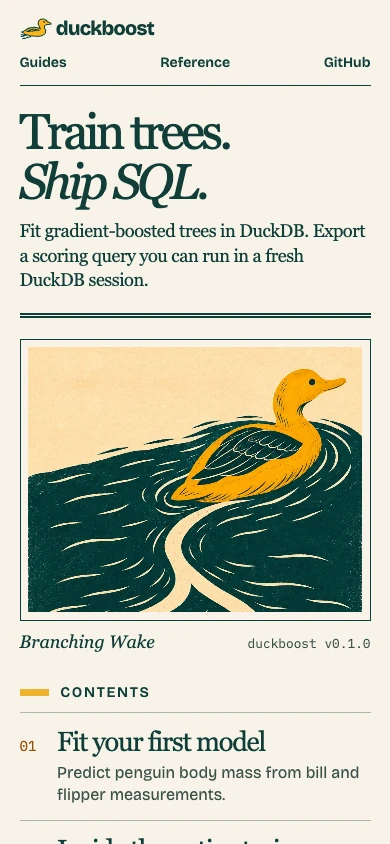 duckboost
Guides Reference GitHub
Train trees.
Ship SQL.
Fit gradient-boosted trees in DuckDB. Export
a scoring query you can run in a fresh
DuckDB session.
Branching Wake duckboost v0.1.0
CONTENTS
01 Fit your first model
Predict penguin body mass from bill and
flipper measurements.